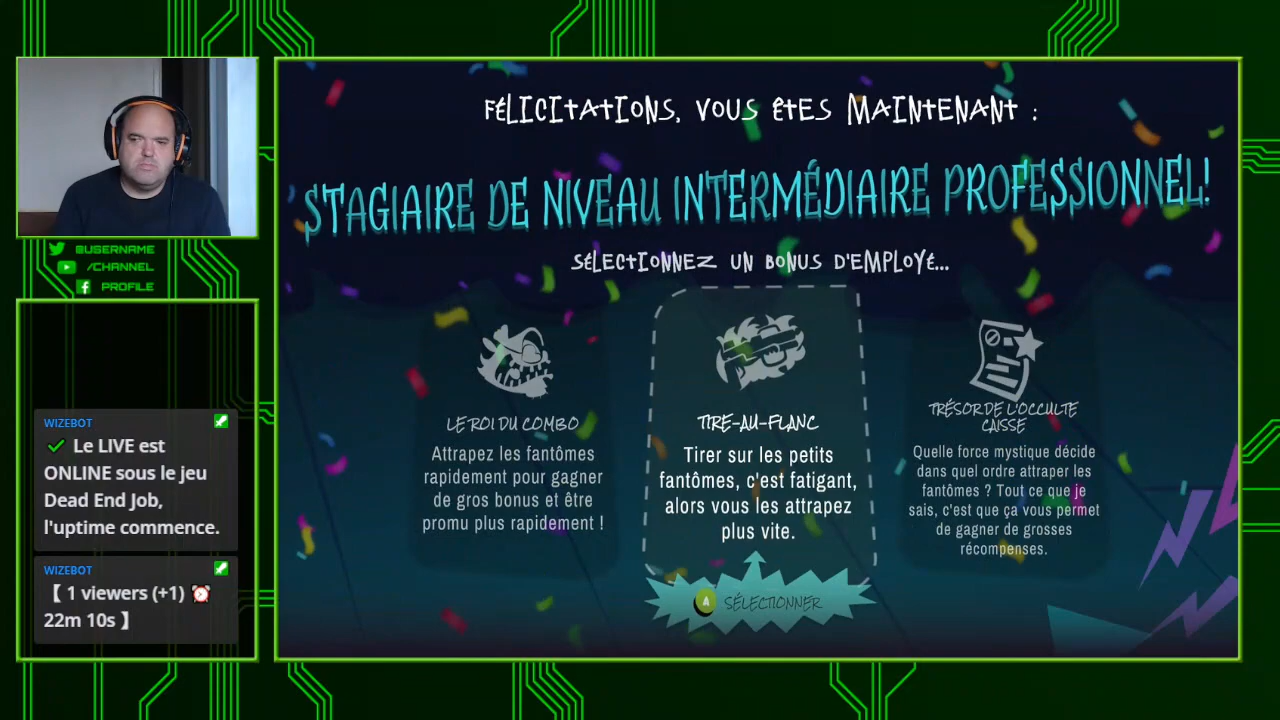 FÉLICITATIONS, VOUS ÊTES MAINTENANT :
STAGIAIRE DE NIVEAU INTERMÉDIAIRE PROFESSIONNEL!
SÉLECTIONNEZ UN BONUS D'EMPLOYÉ...
LE ROI DU COMBO
Attrapez les fantômes
rapidement pour gagner
de gros bonus et être
promu plus rapidement !
TIRE-AU-FLANC
Tirer sur les petits
fantômes, c'est fatigant,
alors vous les attrapez
plus vite.
TRÉSOR DE L'OCCULTE
CAISSE
Quelle force mystique décide
dans quel ordre attraper les
fantômes ? Tout ce que je
sais, c'est que ça vous permet
de gagner de grosses
récompenses.
A SÉLECTIONNER
@USERNAME
/CHANNEL
PROFILE
WIZEBOT
Le LIVE est
ONLINE sous le jeu
Dead End Job,
l'uptime commence.
WIZEBOT
【 1 viewers (+1) ⏰
22m 10s 】